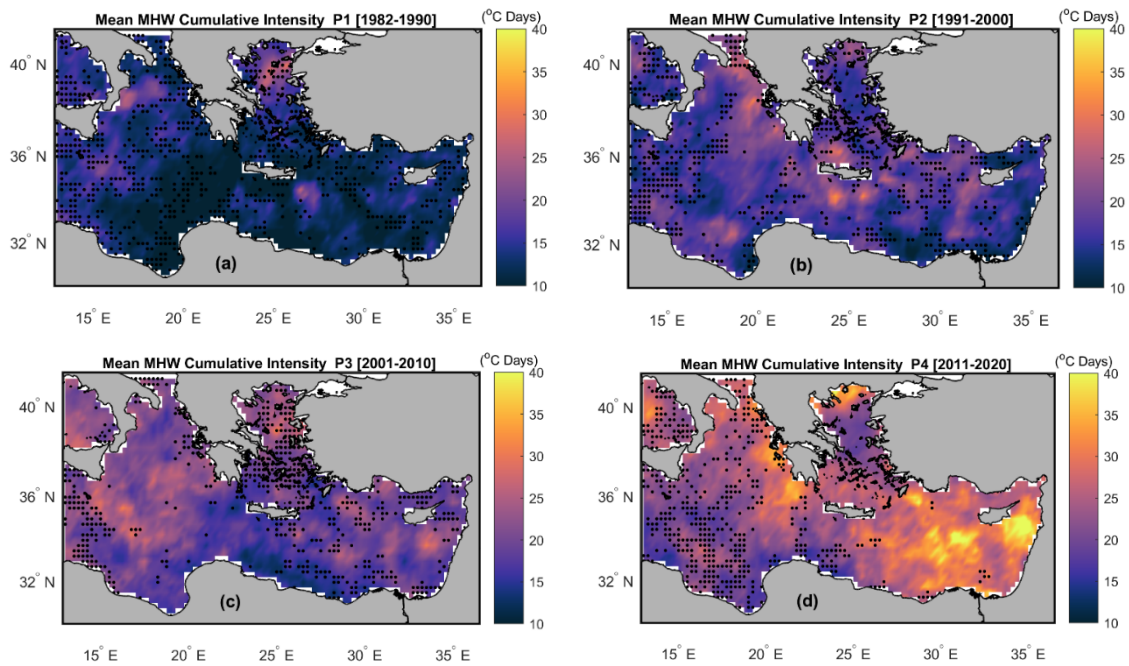 Mean MHW Cumulative Intensity P1 [1982-1990]
(°C Days)
40° N
36° N
32° N
15° E 20° E 25° E 30° E 35° E
40
35
30
25
20
15
10
(a)
Mean MHW Cumulative Intensity P2 [1991-2000]
(°C Days)
40° N
36° N
32° N
15° E 20° E 25° E 30° E 35° E
40
35
30
25
20
15
10
(b)
Mean MHW Cumulative Intensity P3 [2001-2010]
(°C Days)
40° N
36° N
32° N
15° E 20° E 25° E 30° E 35° E
40
35
30
25
20
15
10
(c)
Mean MHW Cumulative Intensity P4 [2011-2020]
(°C Days)
40° N
36° N
32° N
15° E 20° E 25° E 30° E 35° E
40
35
30
25
20
15
10
(d)